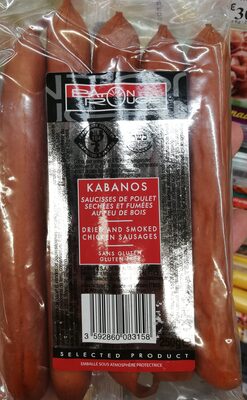 KABANOS
SAUCISSES DE POULET
SÉCHÉES ET FUMÉES
AU FEU DE BOIS
DRIED AND SMOKED
CHICKEN SAUSAGES
SANS GLUTEN
GLUTEN FREE
3 592860 003158
SELECTED PRODUCT
EMBALLÉ SOUS ATMOSPHÈRE PROTECTRICE